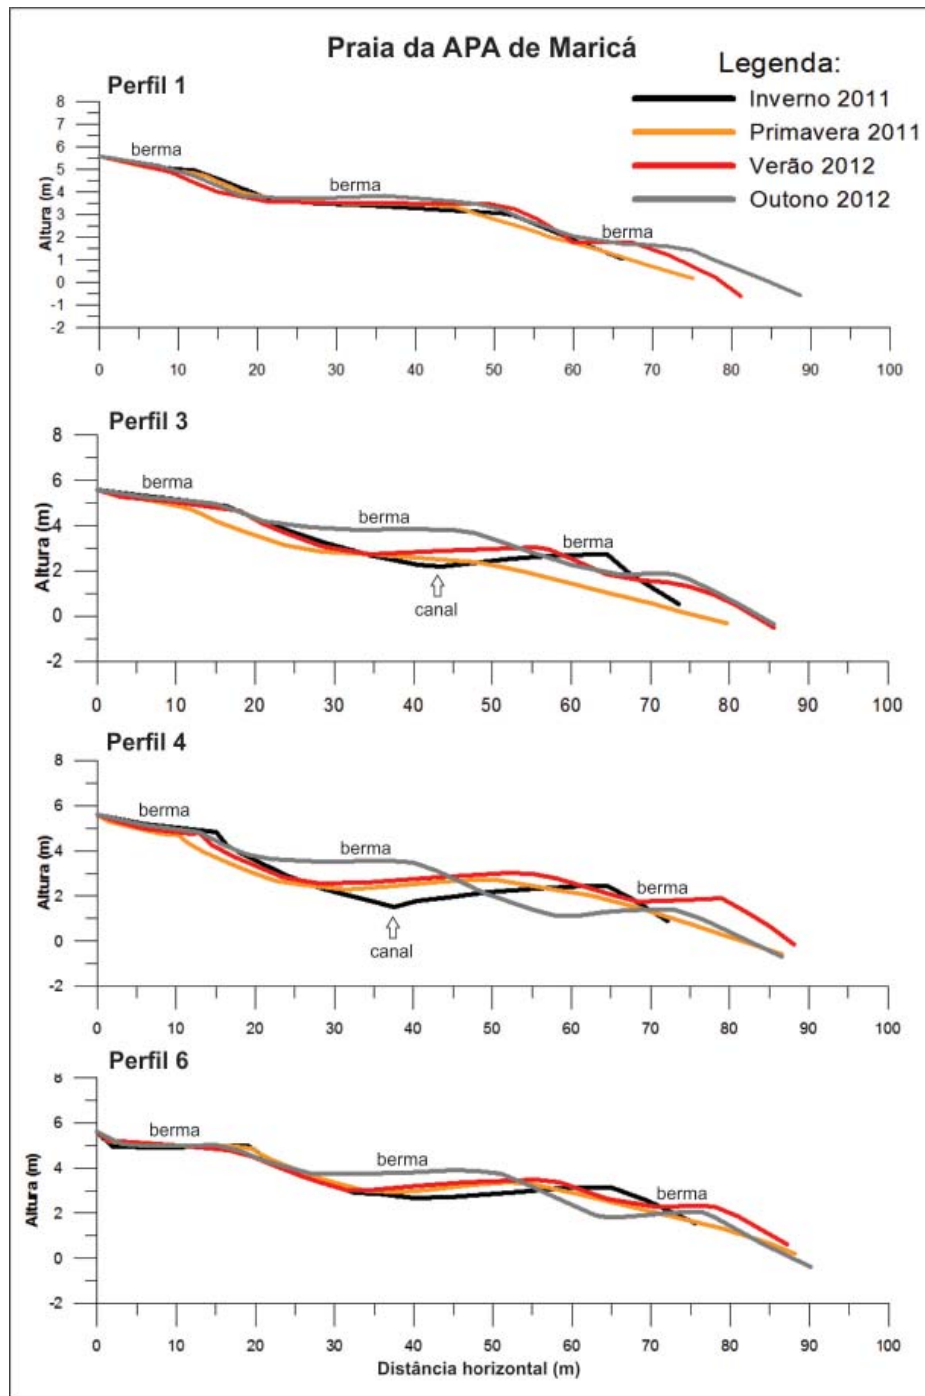 Praia da APA de Maricá
Legenda:
Inverno 2011
Primavera 2011
Verão 2012
Outono 2012
Perfil 1
8
7
6
5
4
3
2
1
0
-1
-2
Altura (m)
berma
berma
berma
0 10 20 30 40 50 60 70 80 90 100
Perfil 3
8
6
4
2
0
-2
Altura (m)
berma
berma
berma
canal
0 10 20 30 40 50 60 70 80 90 100
Perfil 4
8
6
4
2
0
-2
Altura (m)
berma
berma
berma
canal
0 10 20 30 40 50 60 70 80 90 100
Perfil 6
8
6
4
2
0
-2
Altura (m)
berma
berma
berma
0 10 20 30 40 50 60 70 80 90 100
Distância horizontal (m)